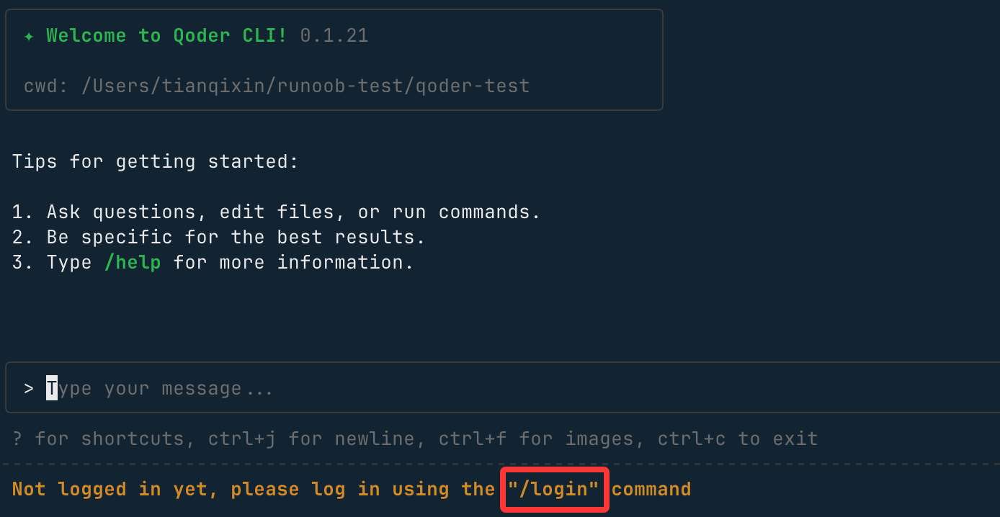 ✦ Welcome to Qoder CLI! 0.1.21
cwd: /Users/tianqixin/runoob-test/qoder-test
Tips for getting started:
1. Ask questions, edit files, or run commands.
2. Be specific for the best results.
3. Type /help for more information.
> Type your message...
? for shortcuts, ctrl+j for newline, ctrl+f for images, ctrl+c to exit
Not logged in yet, please log in using the "/login" command